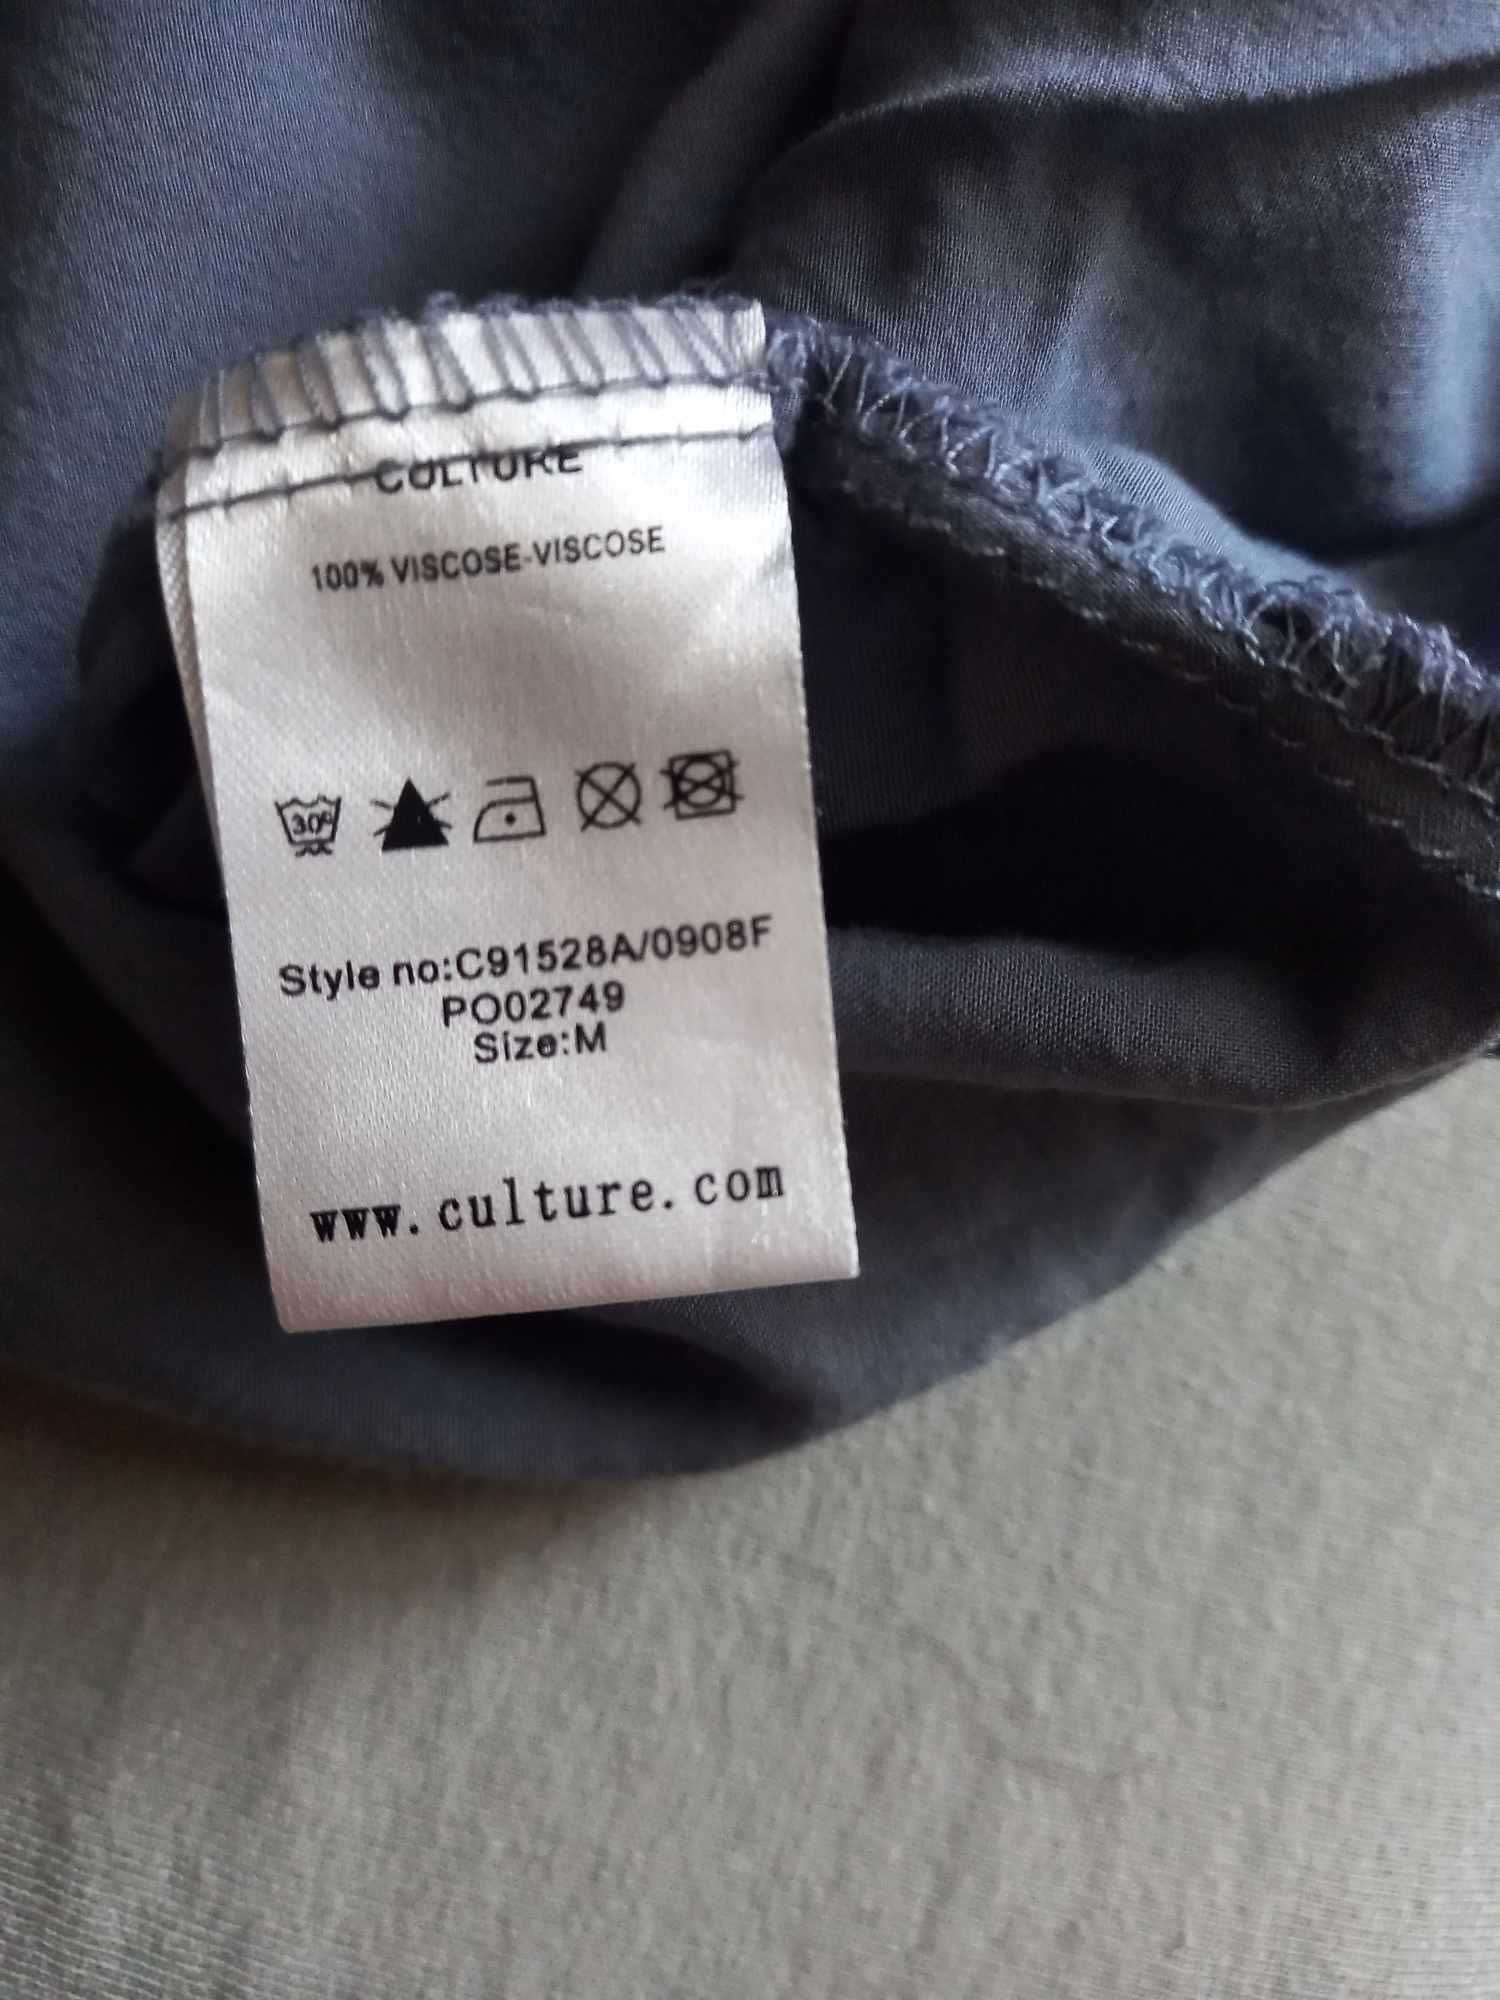 CULTURE
100% VISCOSE-VISCOSE
30°
Style no:C91528A/0908F
PO02749
Size:M
www.culture.com